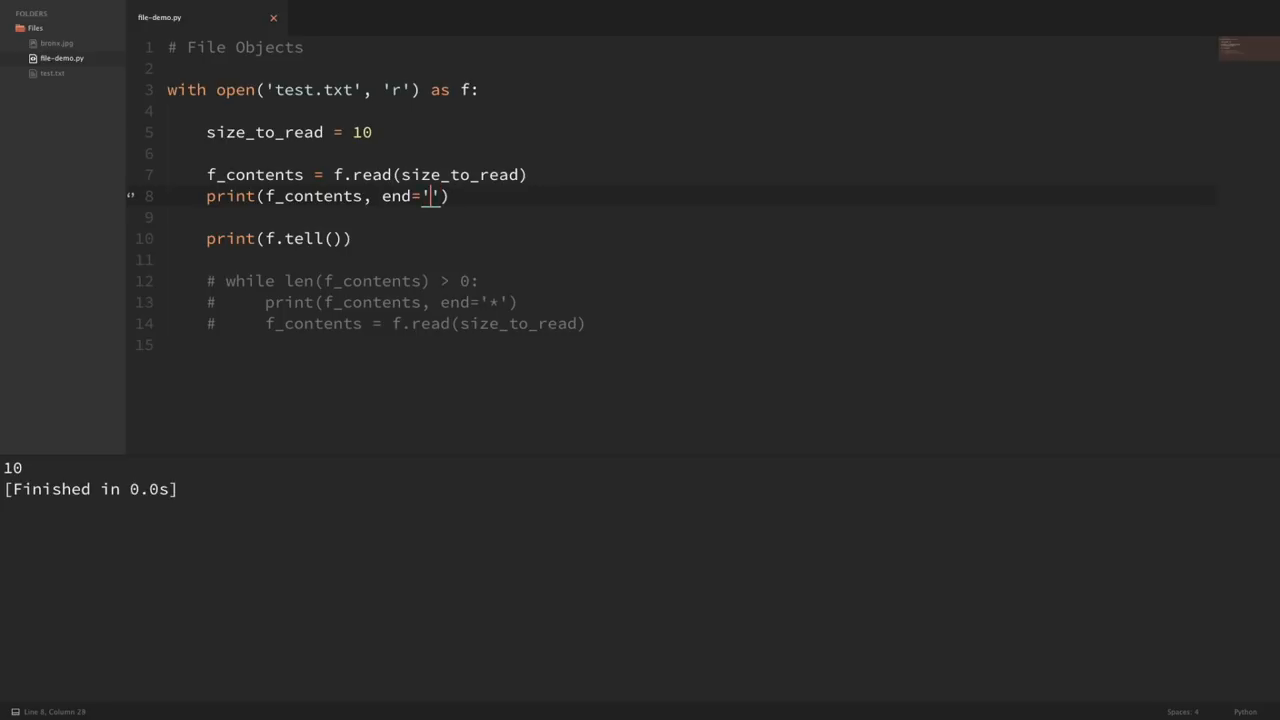 FOLDERS
Files
bronx.jpg
file-demo.py
test.txt
file-demo.py
1 # File Objects
2
3 with open('test.txt', 'r') as f:
4
5     size_to_read = 10
6
7     f_contents = f.read(size_to_read)
8     print(f_contents, end='')
9
10     print(f.tell())
11
12     # while len(f_contents) > 0:
13     #     print(f_contents, end='*')
14     #     f_contents = f.read(size_to_read)
15
10
[Finished in 0.0s]
Line 8, Column 28
Spaces: 4
Python